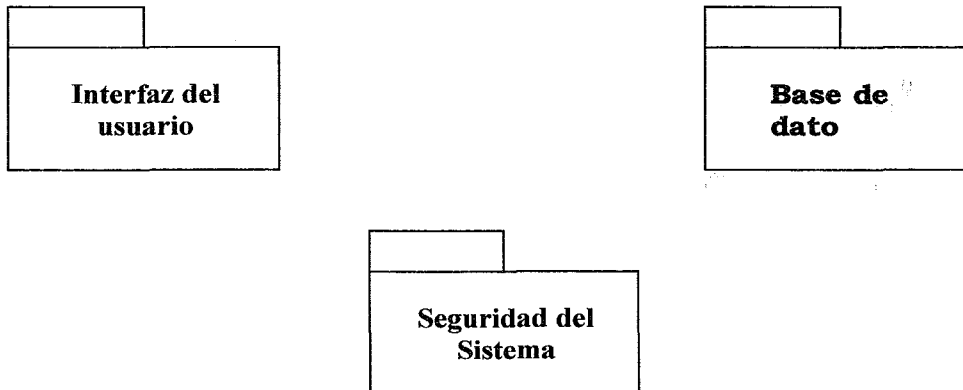 Interfaz del
usuario
Base de
dato
Seguridad del
Sistema